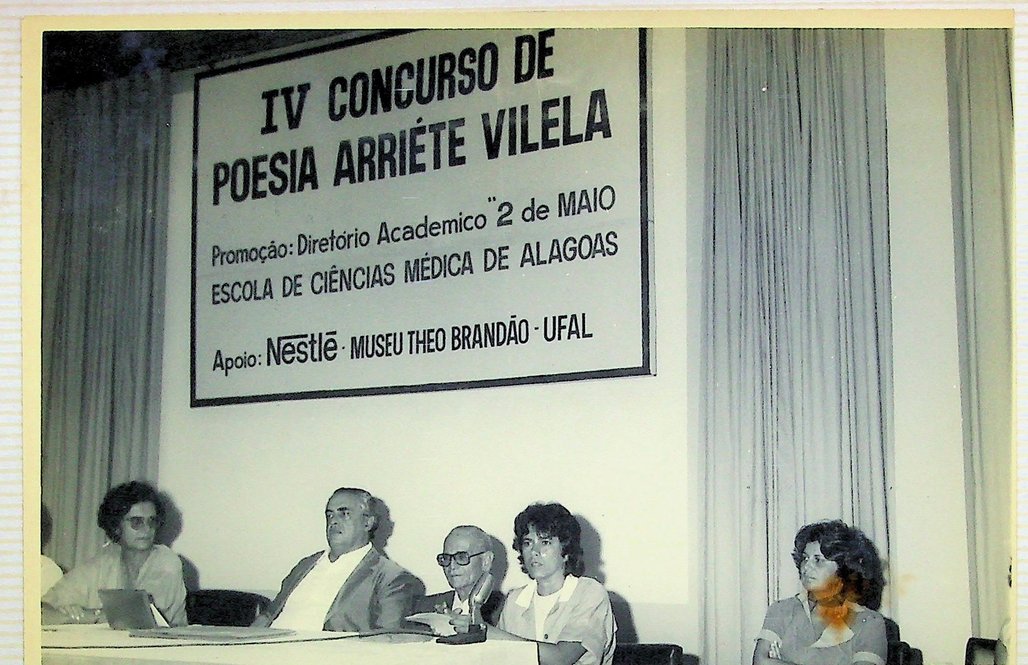 IV CONCURSO DE
POESIA ARRIÉTE VILELA
Promoção: Diretório Academico "2 de MAIO
ESCOLA DE CIÊNCIAS MÉDICA DE ALAGOAS
Apoio: Nestlē - MUSEU THEO BRANDÃO - UFAL